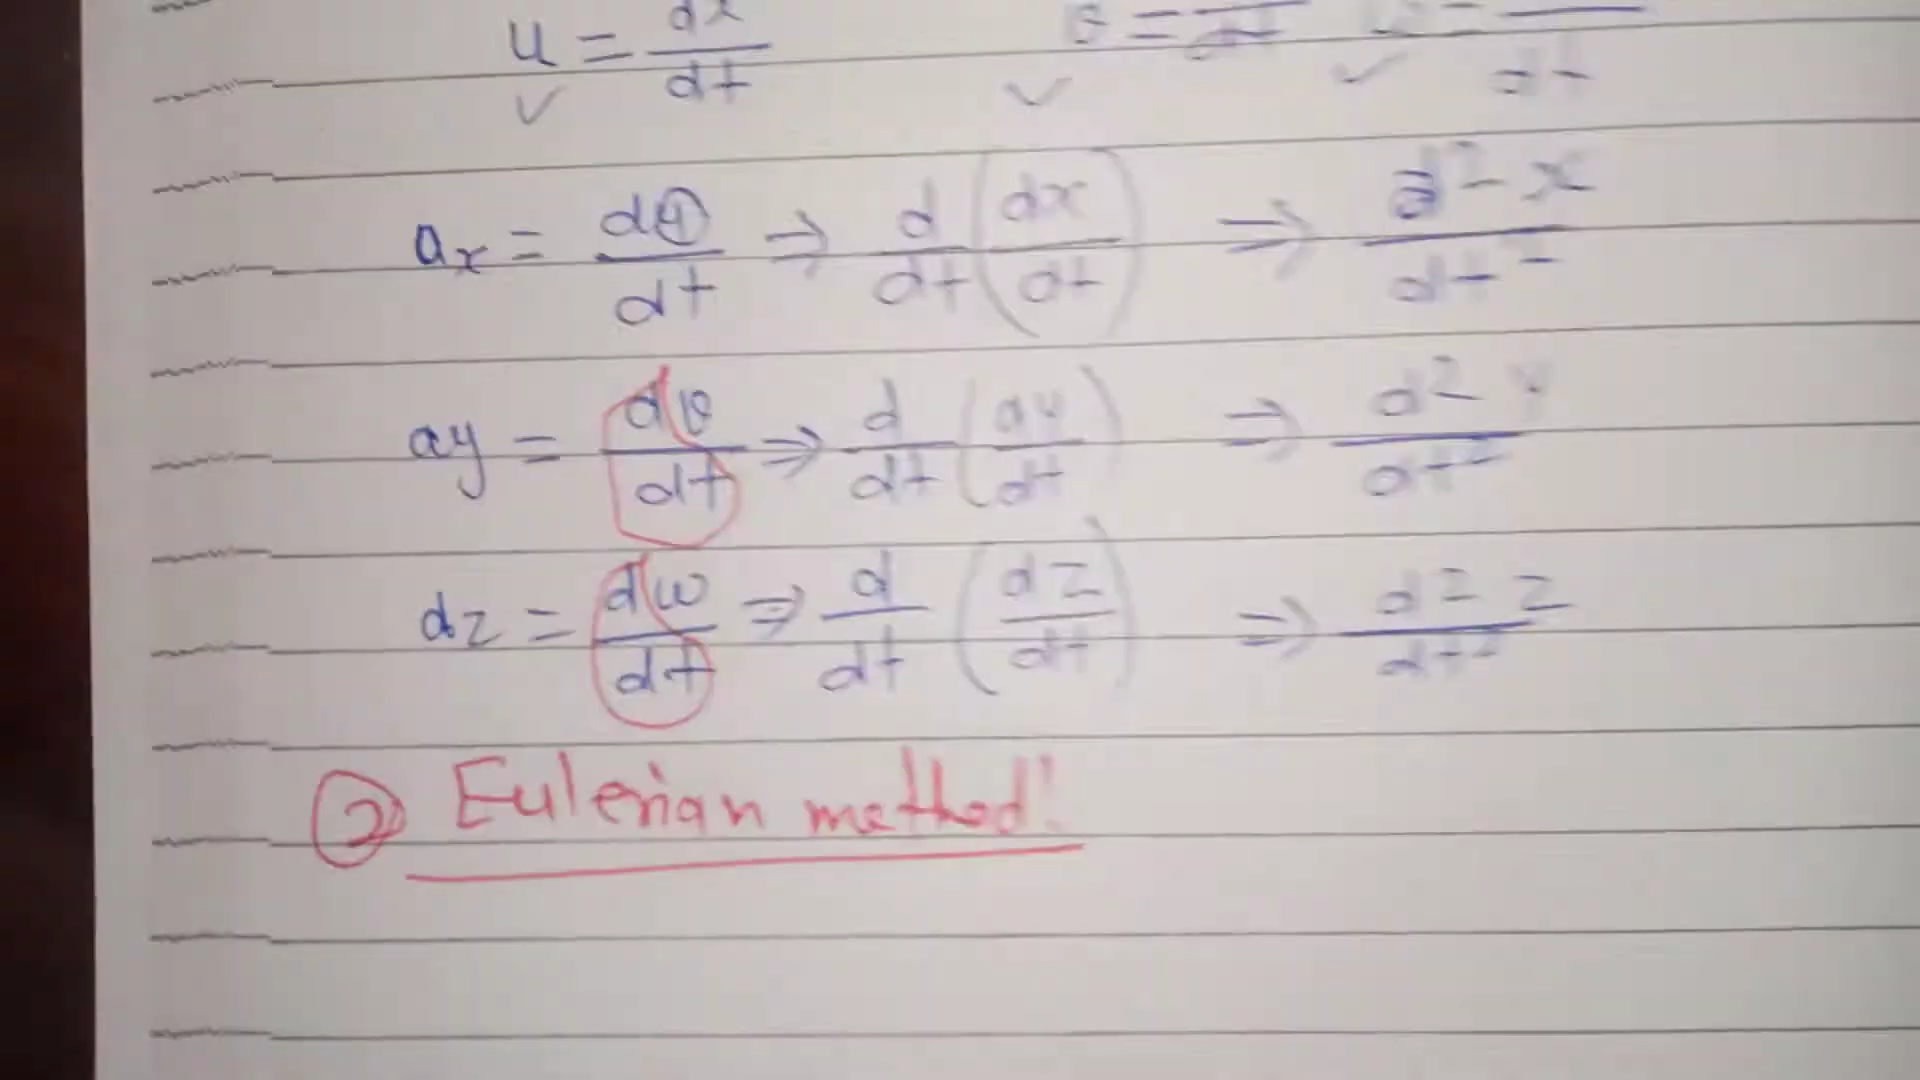 u = dx/dt
ax = du/dt ⇒ d/dt (dx/dt) ⇒ d²x/dt²
ay = dv/dt ⇒ d/dt (dy/dt) ⇒ d²y/dt²
dz = dw/dt ⇒ d/dt (dz/dt) ⇒ d²z/dt²
② Eulerian method: